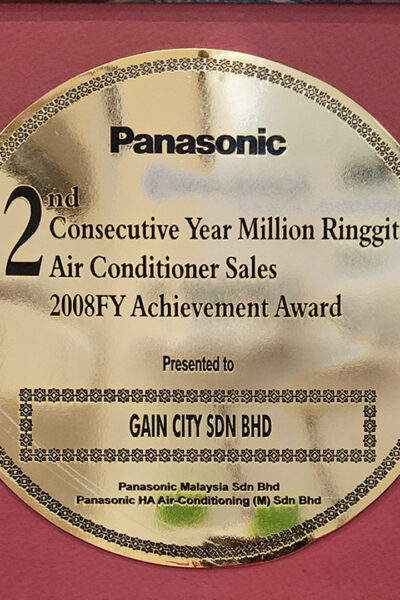 Panasonic
2nd
Consecutive Year Million Ringgit
Air Conditioner Sales
2008FY Achievement Award
Presented to
GAIN CITY SDN BHD
Panasonic Malaysia Sdn Bhd
Panasonic HA Air-Conditioning (M) Sdn Bhd